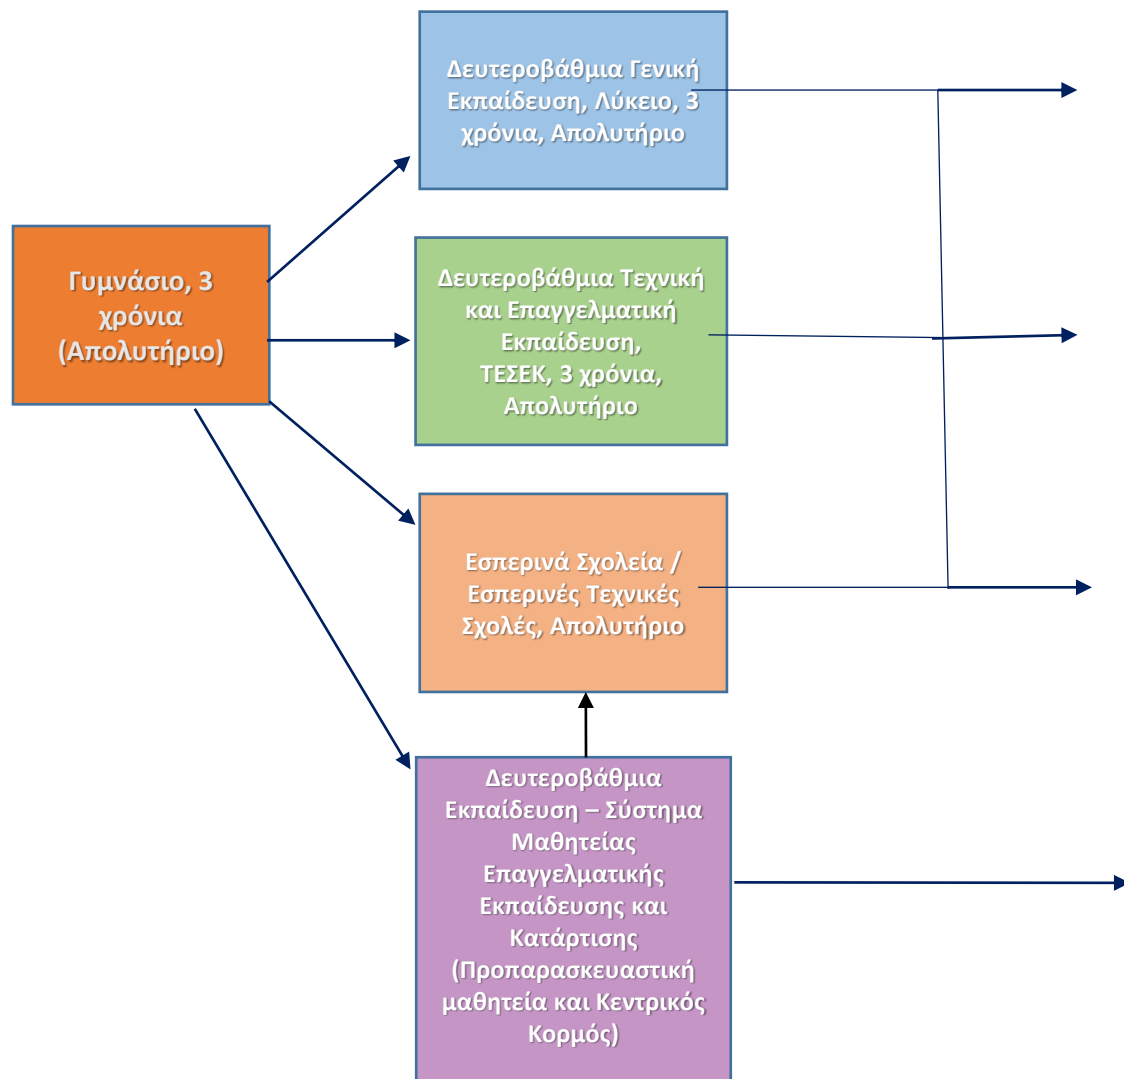 Δευτεροβάθμια Γενική
Εκπαίδευση, Λύκειο, 3
χρόνια, Απολυτήριο
Γυμνάσιο, 3
χρόνια
(Απολυτήριο)
Δευτεροβάθμια Τεχνική
και Επαγγελματική
Εκπαίδευση,
ΤΕΣΕΚ, 3 χρόνια,
Απολυτήριο
Εσπερινά Σχολεία /
Εσπερινές Τεχνικές
Σχολές, Απολυτήριο
Δευτεροβάθμια
Εκπαίδευση – Σύστημα
Μαθητείας
Επαγγελματικής
Εκπαίδευσης και
Κατάρτισης
(Προπαρασκευαστική
μαθητεία και Κεντρικός
Κορμός)